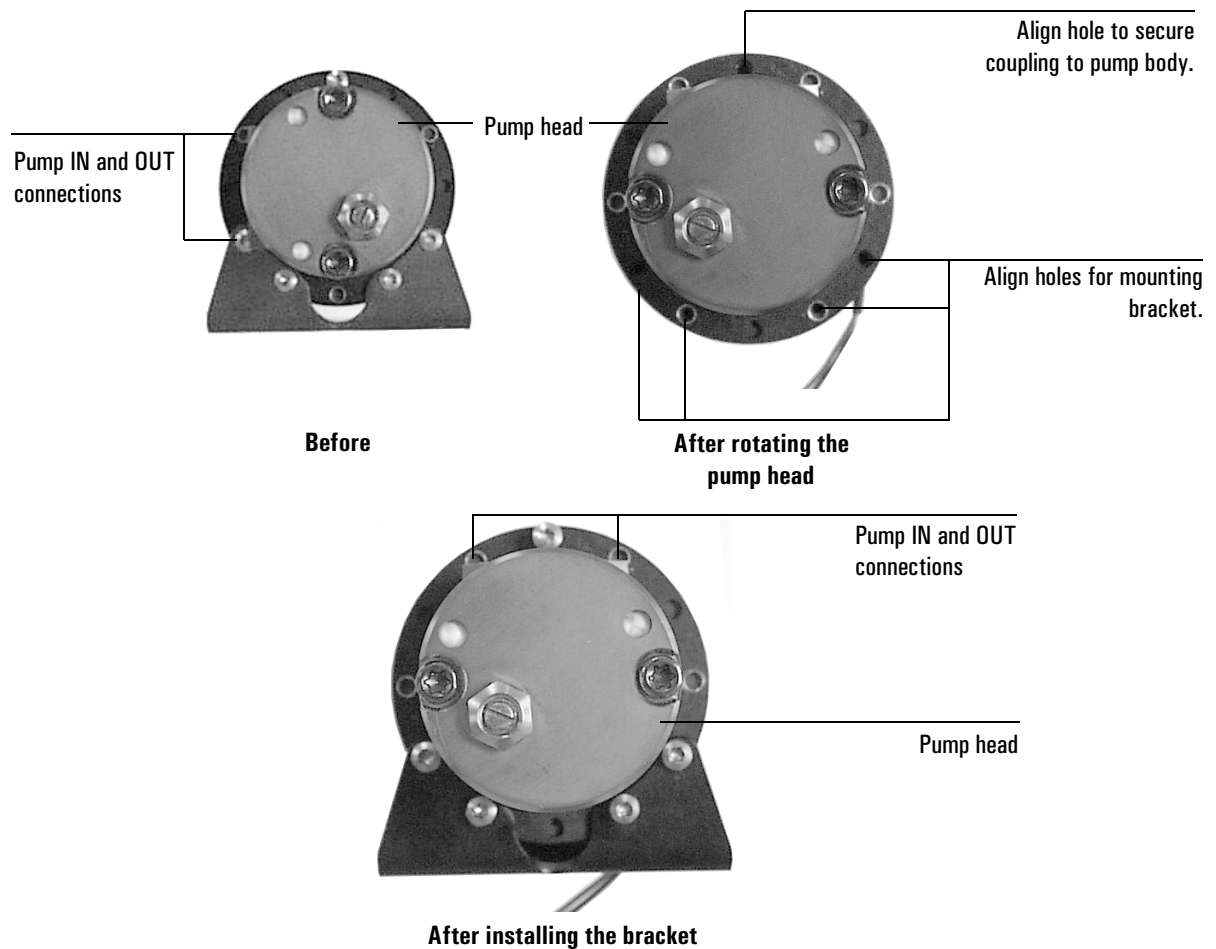 Align hole to secure
coupling to pump body.
Pump head
Pump IN and OUT
connections
Align holes for mounting
bracket.
Before
After rotating the
pump head
Pump IN and OUT
connections
Pump head
After installing the bracket